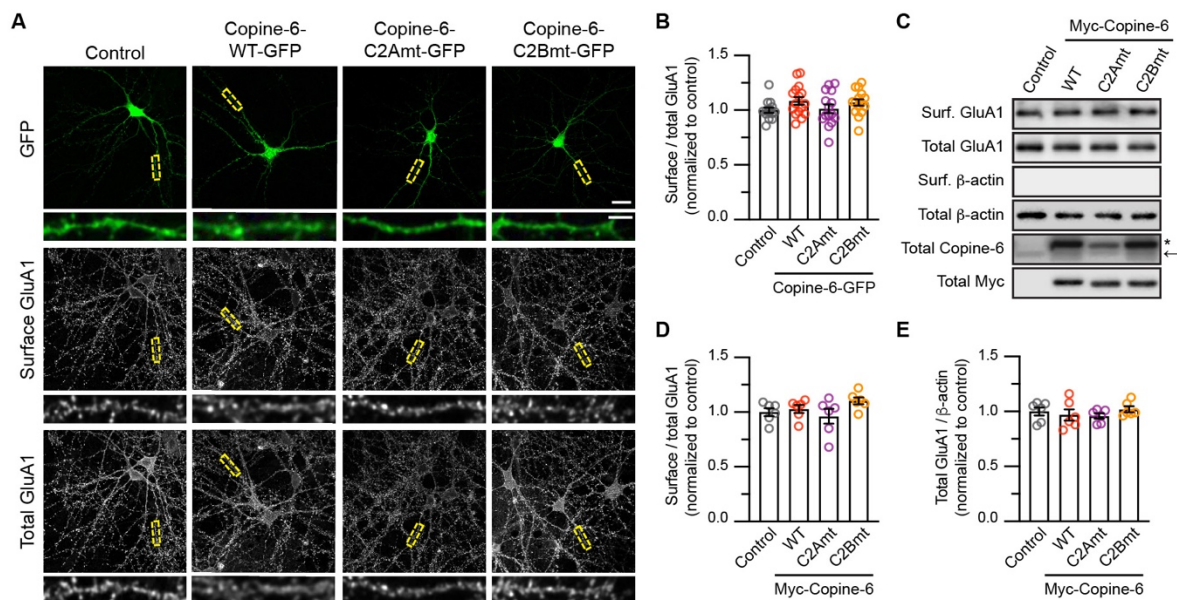 A
Control
Copine-6-
WT-GFP
Copine-6-
C2Amt-GFP
Copine-6-
C2Bmt-GFP
GFP
Surface GluA1
Total GluA1
B
Surface / total GluA1
(normalized to control)
1.5
1.0
0.5
0.0
Control
WT
C2Amt
C2Bmt
Copine-6-GFP
C
Myc-Copine-6
Control
WT
C2Amt
C2Bmt
Surf. GluA1
Total GluA1
Surf. β-actin
Total β-actin
Total Copine-6
*
←
Total Myc
D
Surface / total GluA1
(normalized to control)
1.5
1.0
0.5
0.0
Control
WT
C2Amt
C2Bmt
Myc-Copine-6
E
Total GluA1 / β-actin
(normalized to control)
1.5
1.0
0.5
0.0
Control
WT
C2Amt
C2Bmt
Myc-Copine-6